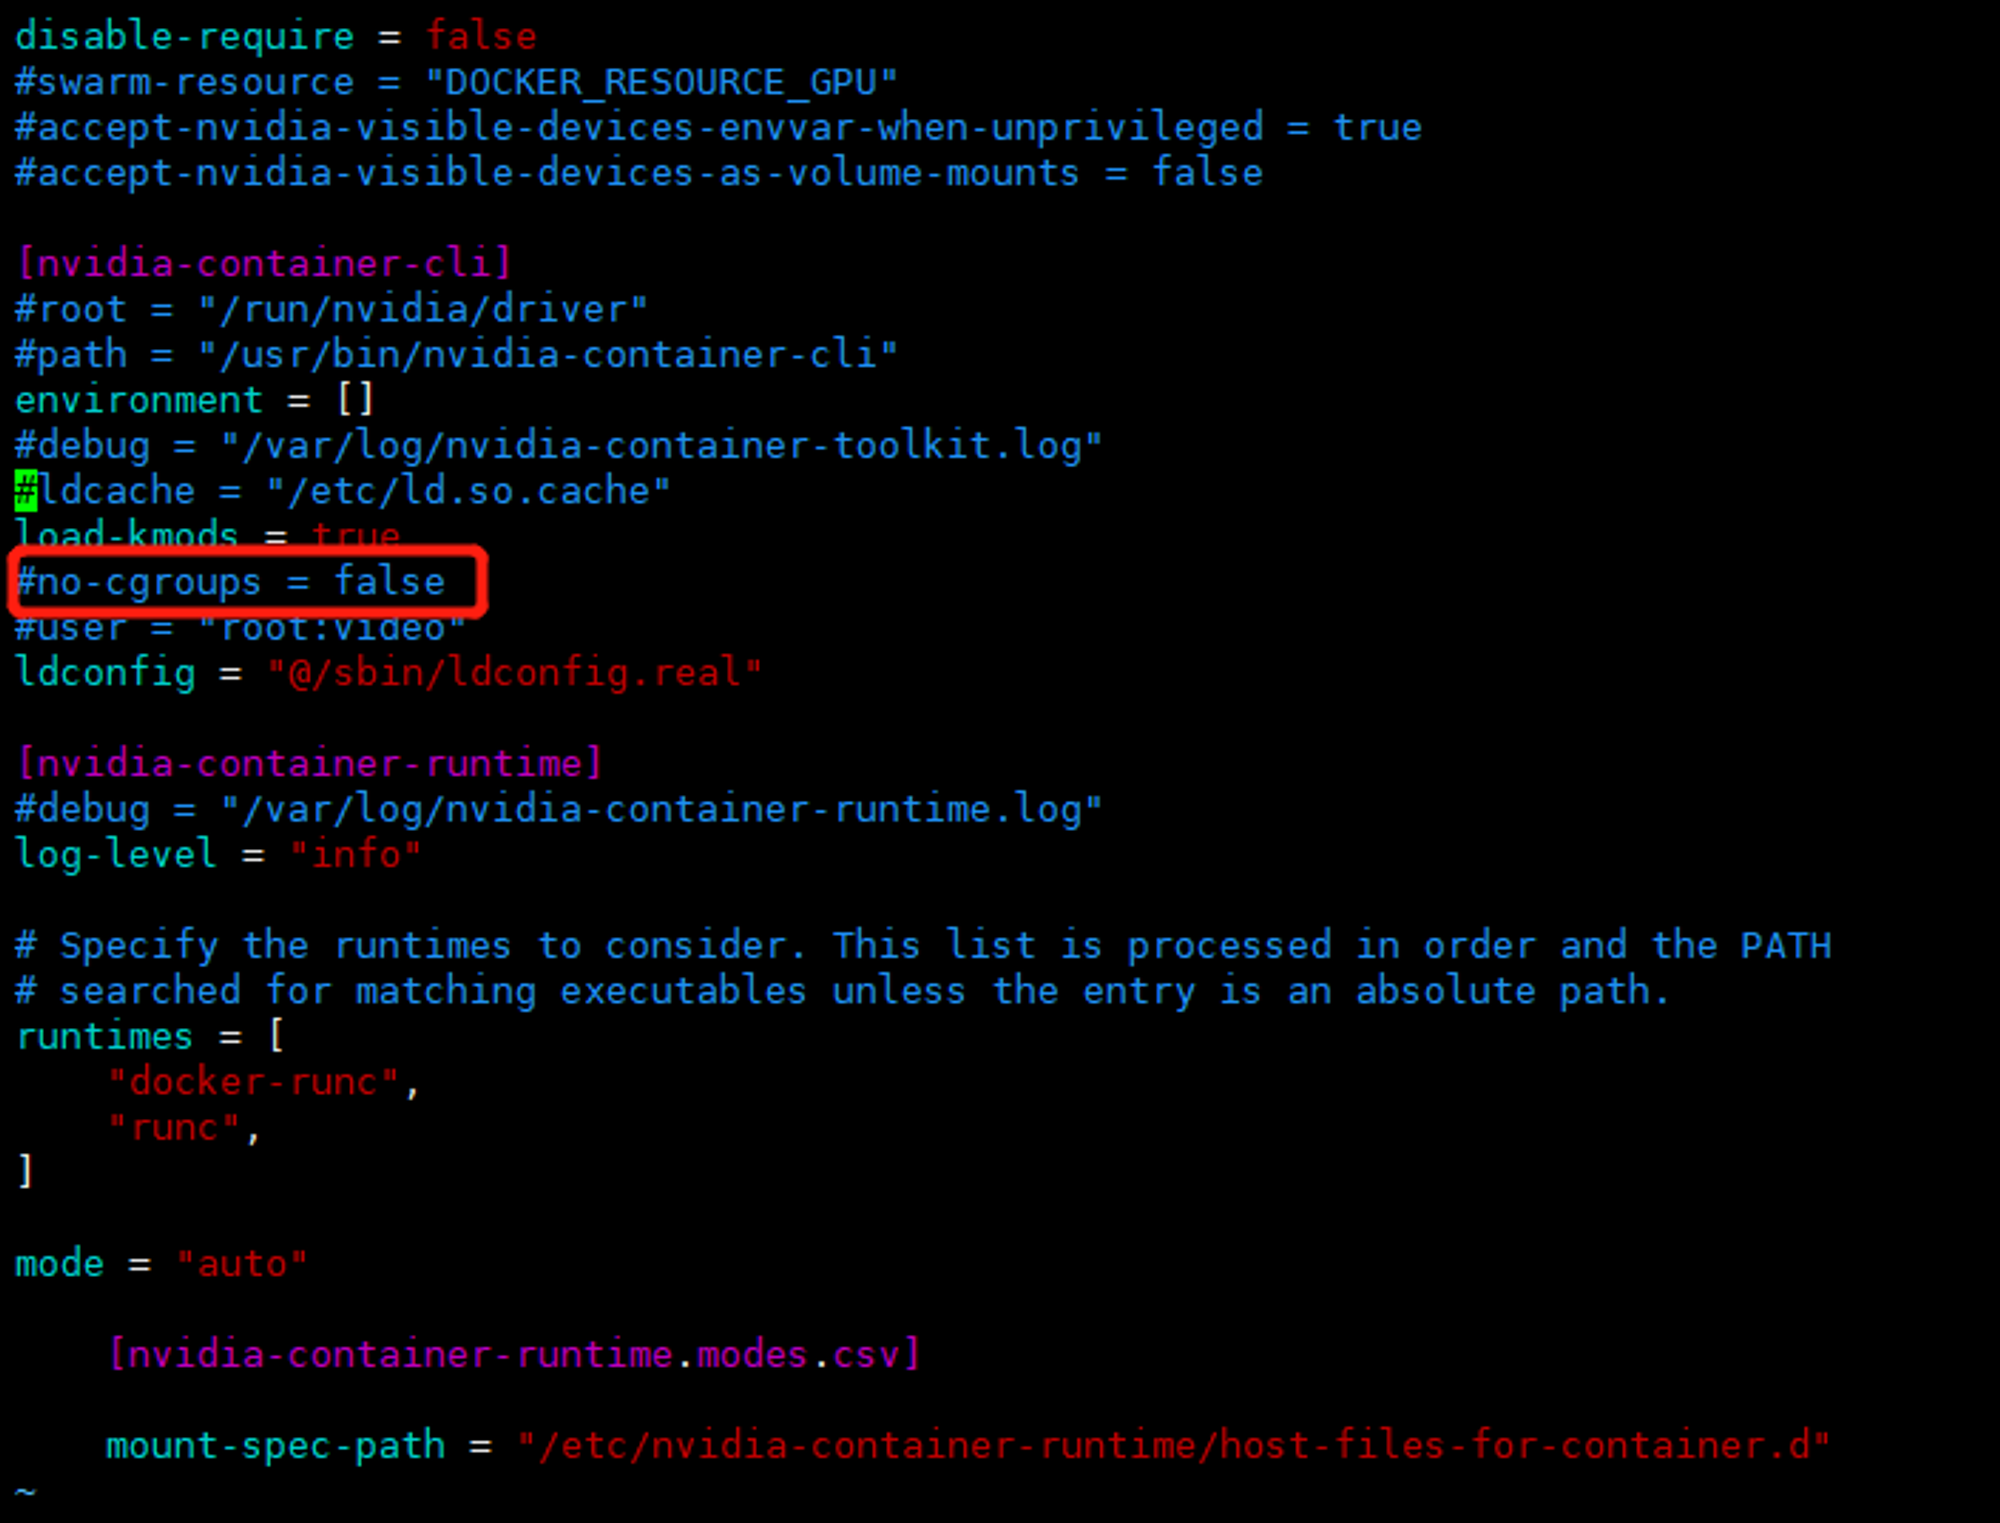 disable-require = false
#swarm-resource = "DOCKER_RESOURCE_GPU"
#accept-nvidia-visible-devices-envvar-when-unprivileged = true
#accept-nvidia-visible-devices-as-volume-mounts = false
[nvidia-container-cli]
#root = "/run/nvidia/driver"
#path = "/usr/bin/nvidia-container-cli"
environment = []
#debug = "/var/log/nvidia-container-toolkit.log"
#ldcache = "/etc/ld.so.cache"
load-kmods = true
#no-cgroups = false
#user = "root:video"
ldconfig = "@/sbin/ldconfig.real"
[nvidia-container-runtime]
#debug = "/var/log/nvidia-container-runtime.log"
log-level = "info"
# Specify the runtimes to consider. This list is processed in order and the PATH
# searched for matching executables unless the entry is an absolute path.
runtimes = [
    "docker-runc",
    "runc",
]
mode = "auto"
    [nvidia-container-runtime.modes.csv]
    mount-spec-path = "/etc/nvidia-container-runtime/host-files-for-container.d"
~